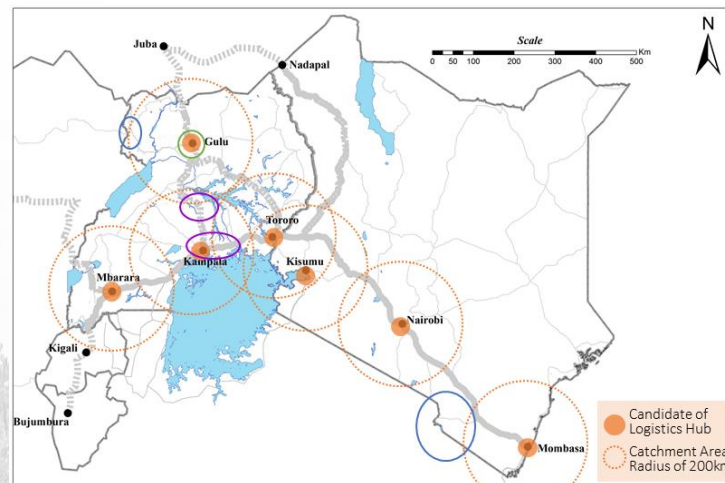 Juba
Nadapal
Scale
0 25 50 100 200 300 400 500
Km
N
Gulu
Tororo
Kampala
Kisumu
Mbarara
Nairobi
Kigali
Bujumbura
Mombasa
Candidate of
Logistics Hub
Catchment Area
Radius of 200km